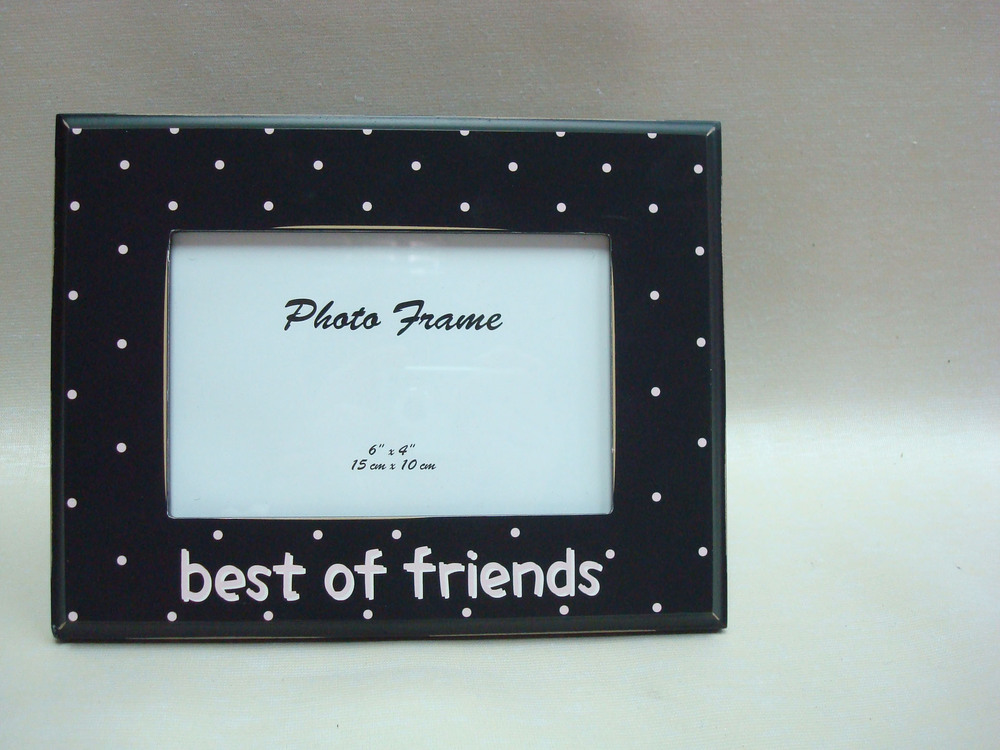 Photo Frame
6" x 4"
15 cm x 10 cm
best of friends